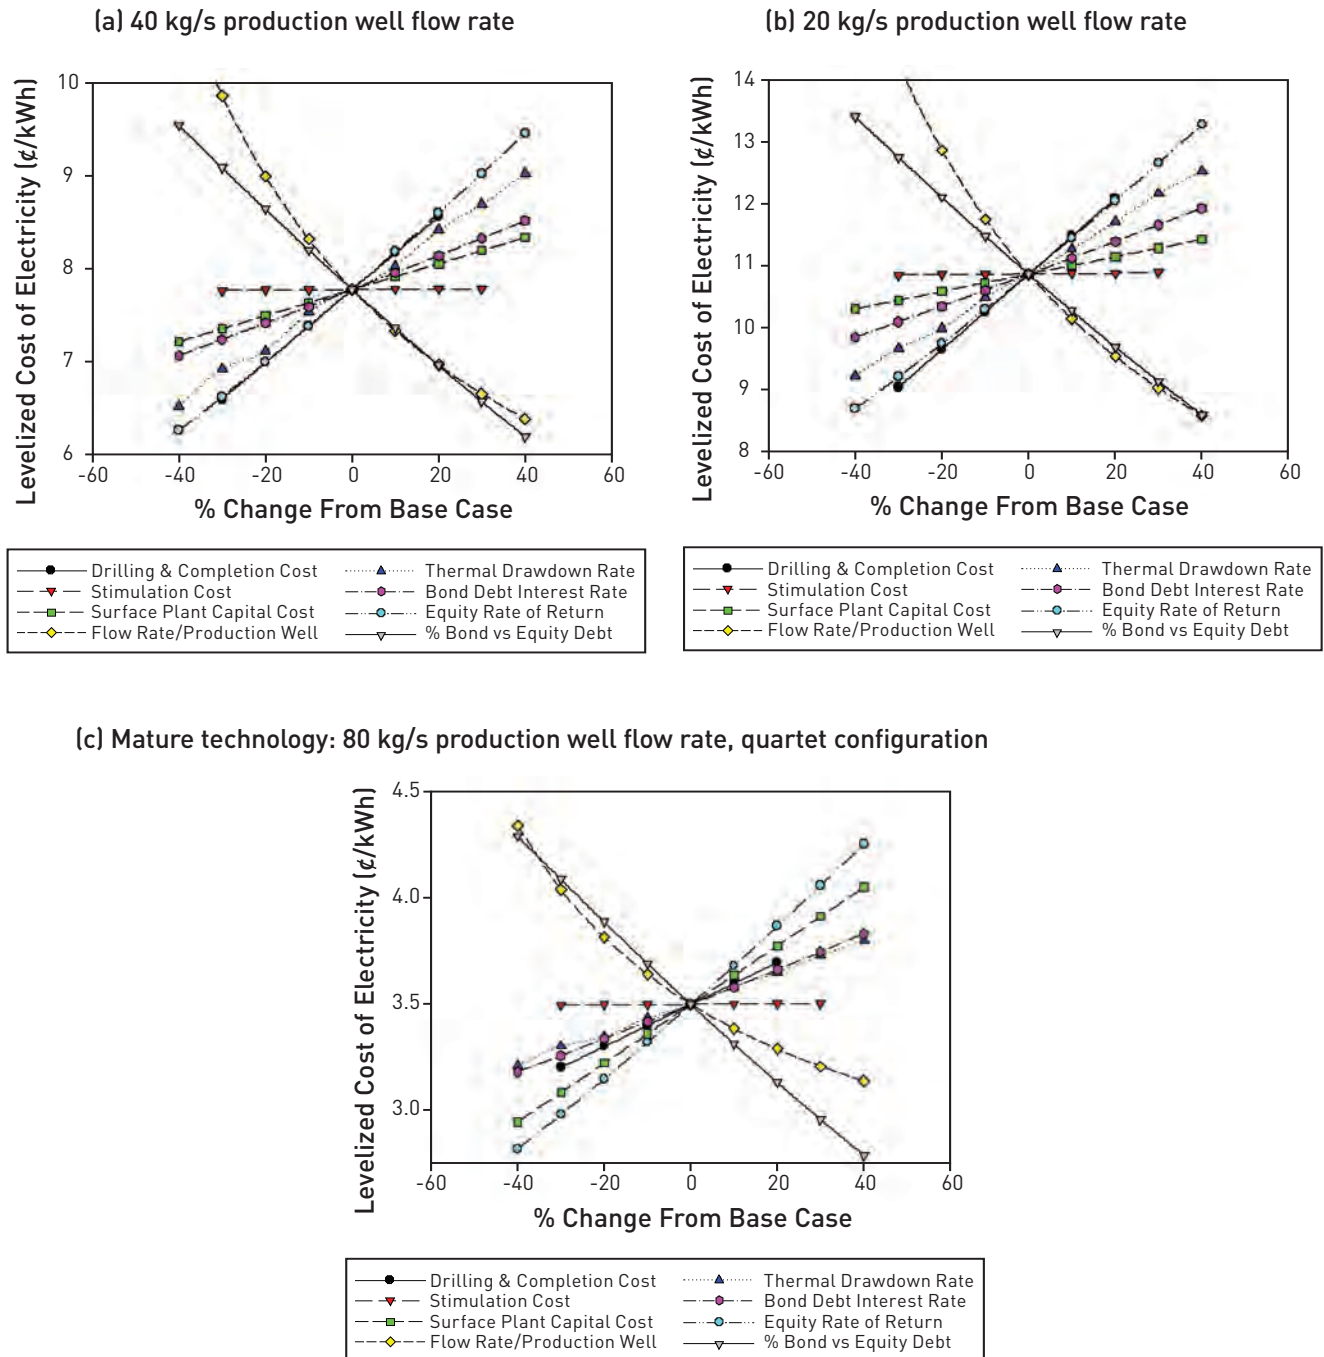 (a) 40 kg/s production well flow rate
Levelized Cost of Electricity (¢/kWh)
10
9
8
7
6
-60 -40 -20 0 20 40 60
% Change From Base Case
Drilling & Completion Cost
Stimulation Cost
Surface Plant Capital Cost
Flow Rate/Production Well
Thermal Drawdown Rate
Bond Debt Interest Rate
Equity Rate of Return
% Bond vs Equity Debt
(b) 20 kg/s production well flow rate
Levelized Cost of Electricity (¢/kWh)
14
13
12
11
10
9
8
-60 -40 -20 0 20 40 60
% Change From Base Case
Drilling & Completion Cost
Stimulation Cost
Surface Plant Capital Cost
Flow Rate/Production Well
Thermal Drawdown Rate
Bond Debt Interest Rate
Equity Rate of Return
% Bond vs Equity Debt
(c) Mature technology: 80 kg/s production well flow rate, quartet configuration
Levelized Cost of Electricity (¢/kWh)
4.5
4.0
3.5
3.0
-60 -40 -20 0 20 40 60
% Change From Base Case
Drilling & Completion Cost
Stimulation Cost
Surface Plant Capital Cost
Flow Rate/Production Well
Thermal Drawdown Rate
Bond Debt Interest Rate
Equity Rate of Return
% Bond vs Equity Debt